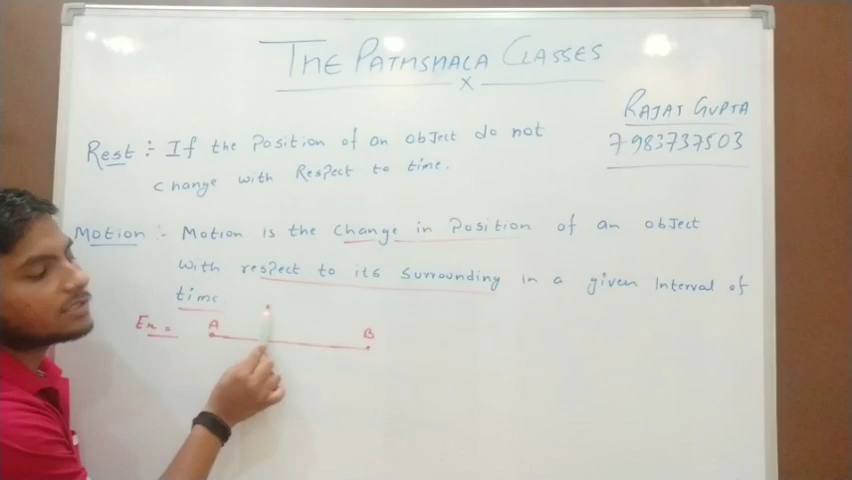 THE PATHSHALA CLASSES
X
RAJAT GUPTA
7983737503
Rest :- If the Position of an object do not
change with Respect to time.
Motion :- Motion is the change in Position of an object
with respect to its surrounding in a given Interval of
time.
Ex =
A
B